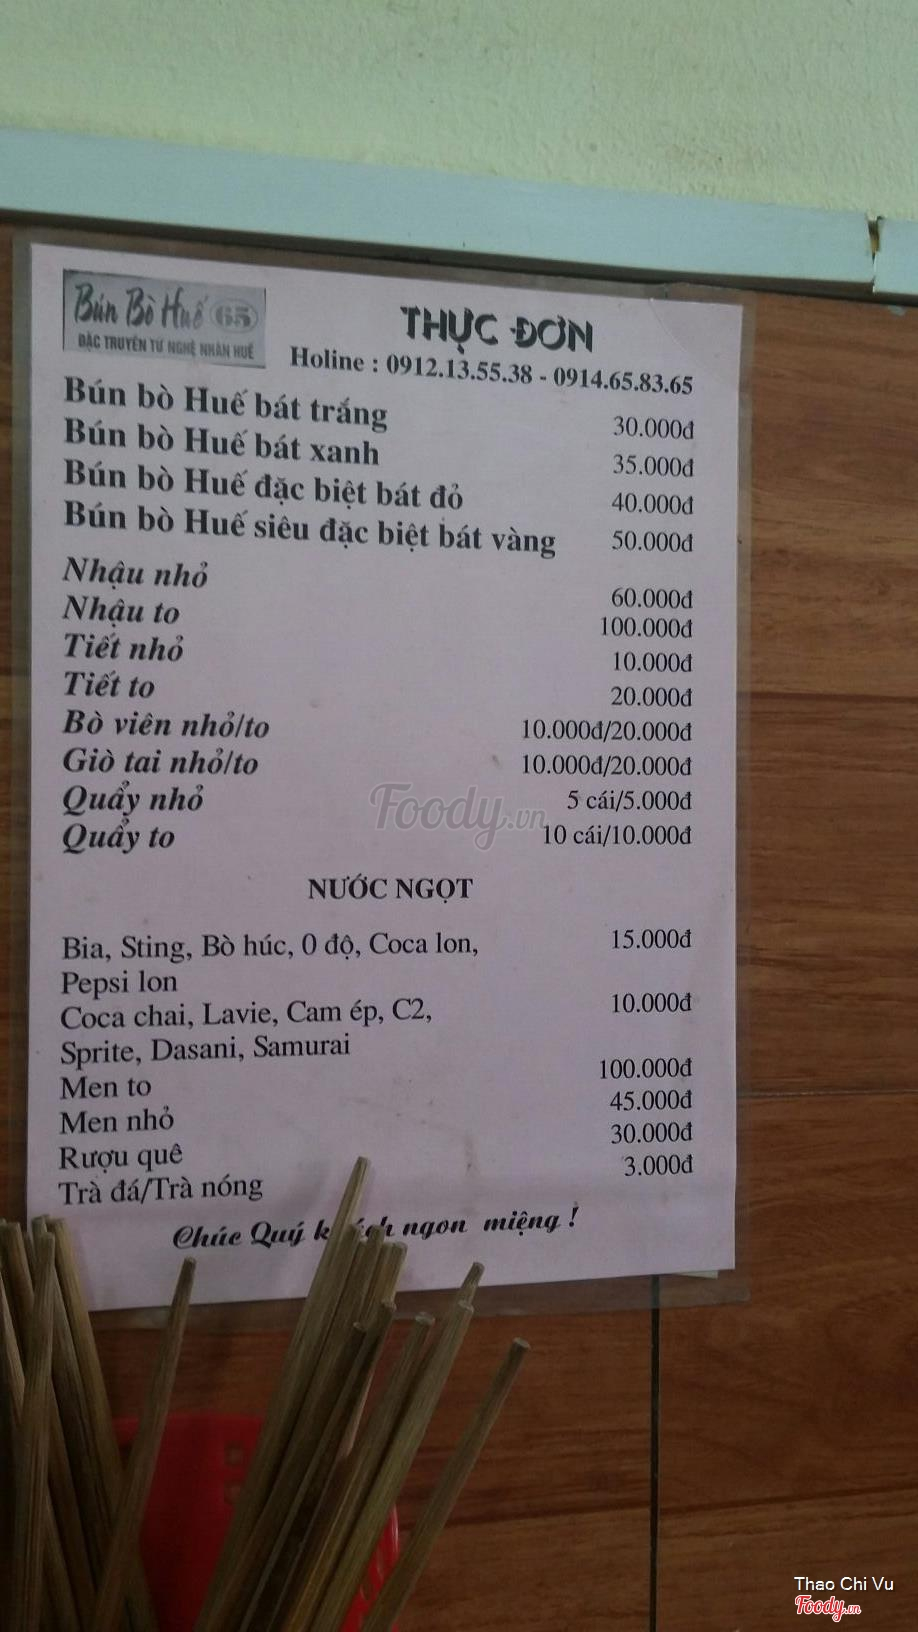 Bún Bò Huế 65
ĐẶC TRUYỀN TỪ NGHỆ NHÂN HUẾ
THỰC ĐƠN
Holine : 0912.13.55.38 - 0914.65.83.65
Bún bò Huế bát trắng 30.000đ
Bún bò Huế bát xanh 35.000đ
Bún bò Huế đặc biệt bát đỏ 40.000đ
Bún bò Huế siêu đặc biệt bát vàng 50.000đ
Nhậu nhỏ 60.000đ
Nhậu to 100.000đ
Tiết nhỏ 10.000đ
Tiết to 20.000đ
Bò viên nhỏ/to 10.000đ/20.000đ
Giò tai nhỏ/to 10.000đ/20.000đ
Quẩy nhỏ 5 cái/5.000đ
Quẩy to 10 cái/10.000đ
Foody.vn
NƯỚC NGỌT
Bia, Sting, Bò húc, 0 độ, Coca lon, 15.000đ
Pepsi lon
Coca chai, Lavie, Cam ép, C2, 10.000đ
Sprite, Dasani, Samurai
Men to 100.000đ
Men nhỏ 45.000đ
Rượu quê 30.000đ
Trà đá/Trà nóng 3.000đ
Chúc Quý khách ngon miệng !
Thao Chi Vu
Foody.vn